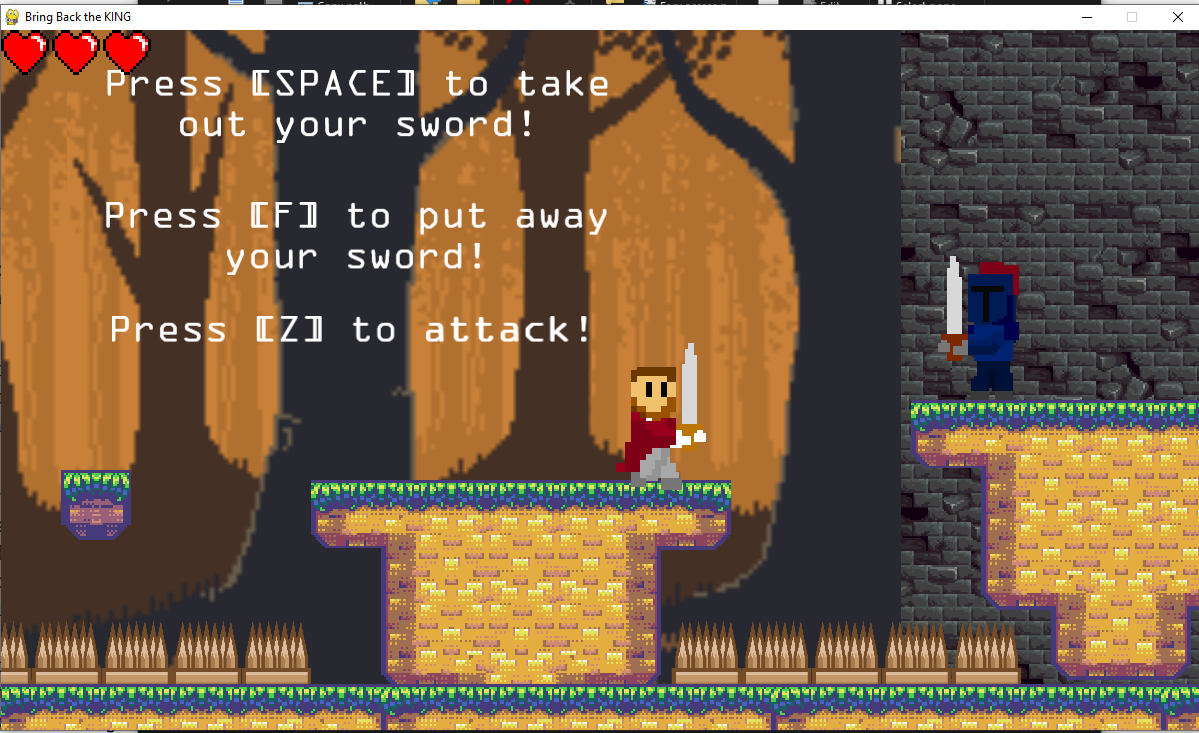 Bring Back the KING
Press [SPACE] to take
out your sword!
Press [F] to put away
your sword!
Press [Z] to attack!